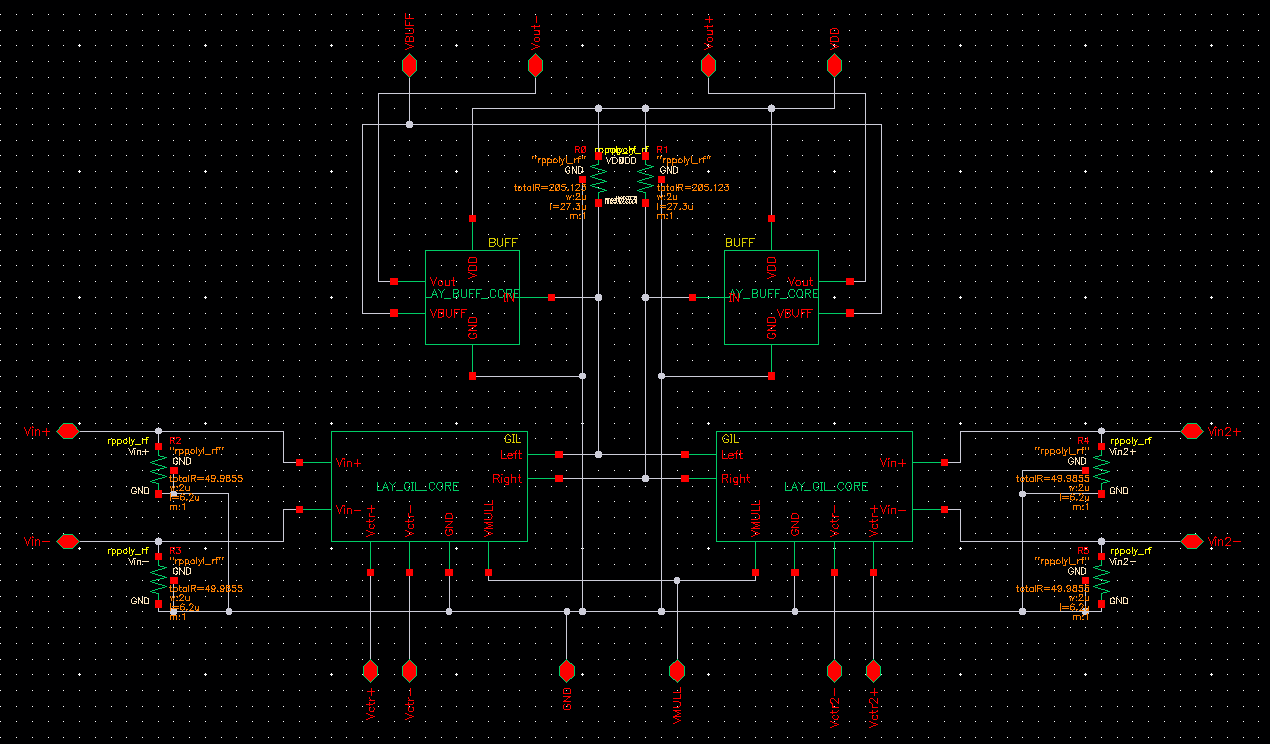 VBUFF
Vout-
Vout+
VDD
R0
rppoly_rf
R1
"rppolyl_rf"
VDD
VDD
"rppolyl_rf"
GND
GND
totalR=205.123
totalR=205.123
w:2u
w:2u
l=27.3u
l=27.3u
m:1
m:1
BUFF
BUFF
VDD
VDD
Vout
Vout
LAY_BUFF_CORE
LAY_BUFF_CORE
IN
IN
VBUFF
VBUFF
GND
GND
Vin+
rppoly_rf
R2
Vin+
"rppolyl_rf"
GND
totalR=49.9855
GND
w:2u
l=6.2u
m:1
Vin-
rppoly_rf
R3
Vin-
"rppolyl_rf"
GND
totalR=49.9855
GND
w:2u
l=6.2u
m:1
GIL
Vin+
Left
Right
LAY_GIL_CORE
Vin-
Vctr+
Vctr-
GND
VMULL
GIL
Left
Vin+
Right
LAY_GIL_CORE
Vin-
VMULL
GND
Vctr-
Vctr+
Vin2+
R4
rppoly_rf
"rppolyl_rf"
Vin2+
GND
totalR=49.9855
GND
w:2u
l=6.2u
m:1
Vin2-
rppoly_rf
"rppolyl_rf"
Vin2-
GND
totalR=49.9855
GND
w:2u
l=6.2u
m:1
Vctr+
Vctr-
GND
VMULL
Vctr2-
Vctr2+